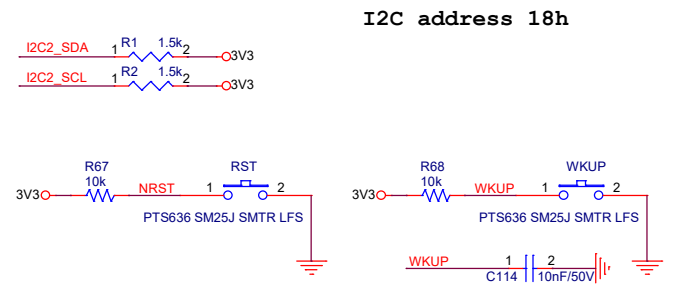 I2C address 18h
I2C2_SDA 1 R1 1.5k 2 3V3
I2C2_SCL 1 R2 1.5k 2 3V3
R67 RST R68 WKUP
10k 10k
3V3 NRST 1 2 3V3 WKUP 1 2
PTS636 SM25J SMTR LFS PTS636 SM25J SMTR LFS
WKUP 1 2
C114 10nF/50V